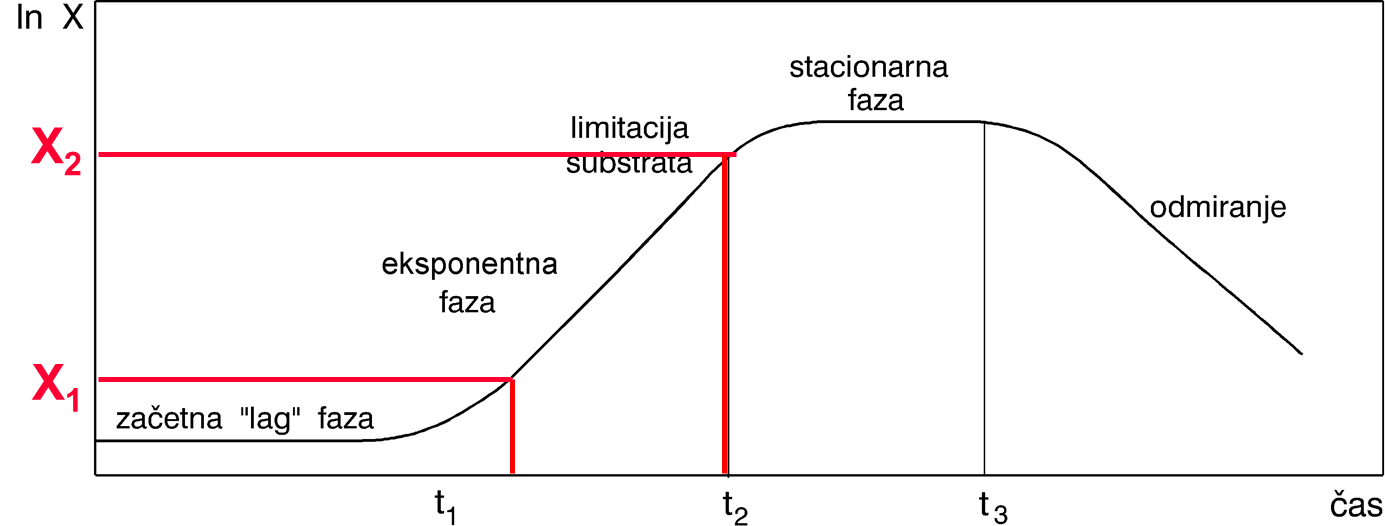 ln X
stacionarna
faza
limitacija
substrata
X2
odmiranje
eksponentna
faza
X1
začetna "lag" faza
t1
t2
t3
čas